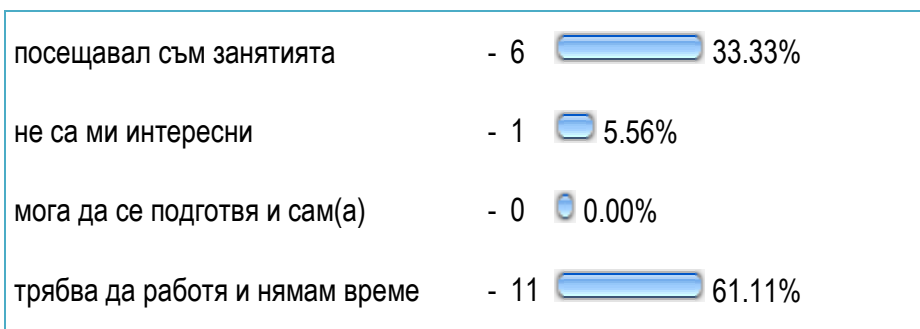 посещавал съм занятията - 6 33.33%
не са ми интересни - 1 5.56%
мога да се подготвя и сам(а) - 0 0.00%
трябва да работя и нямам време - 11 61.11%